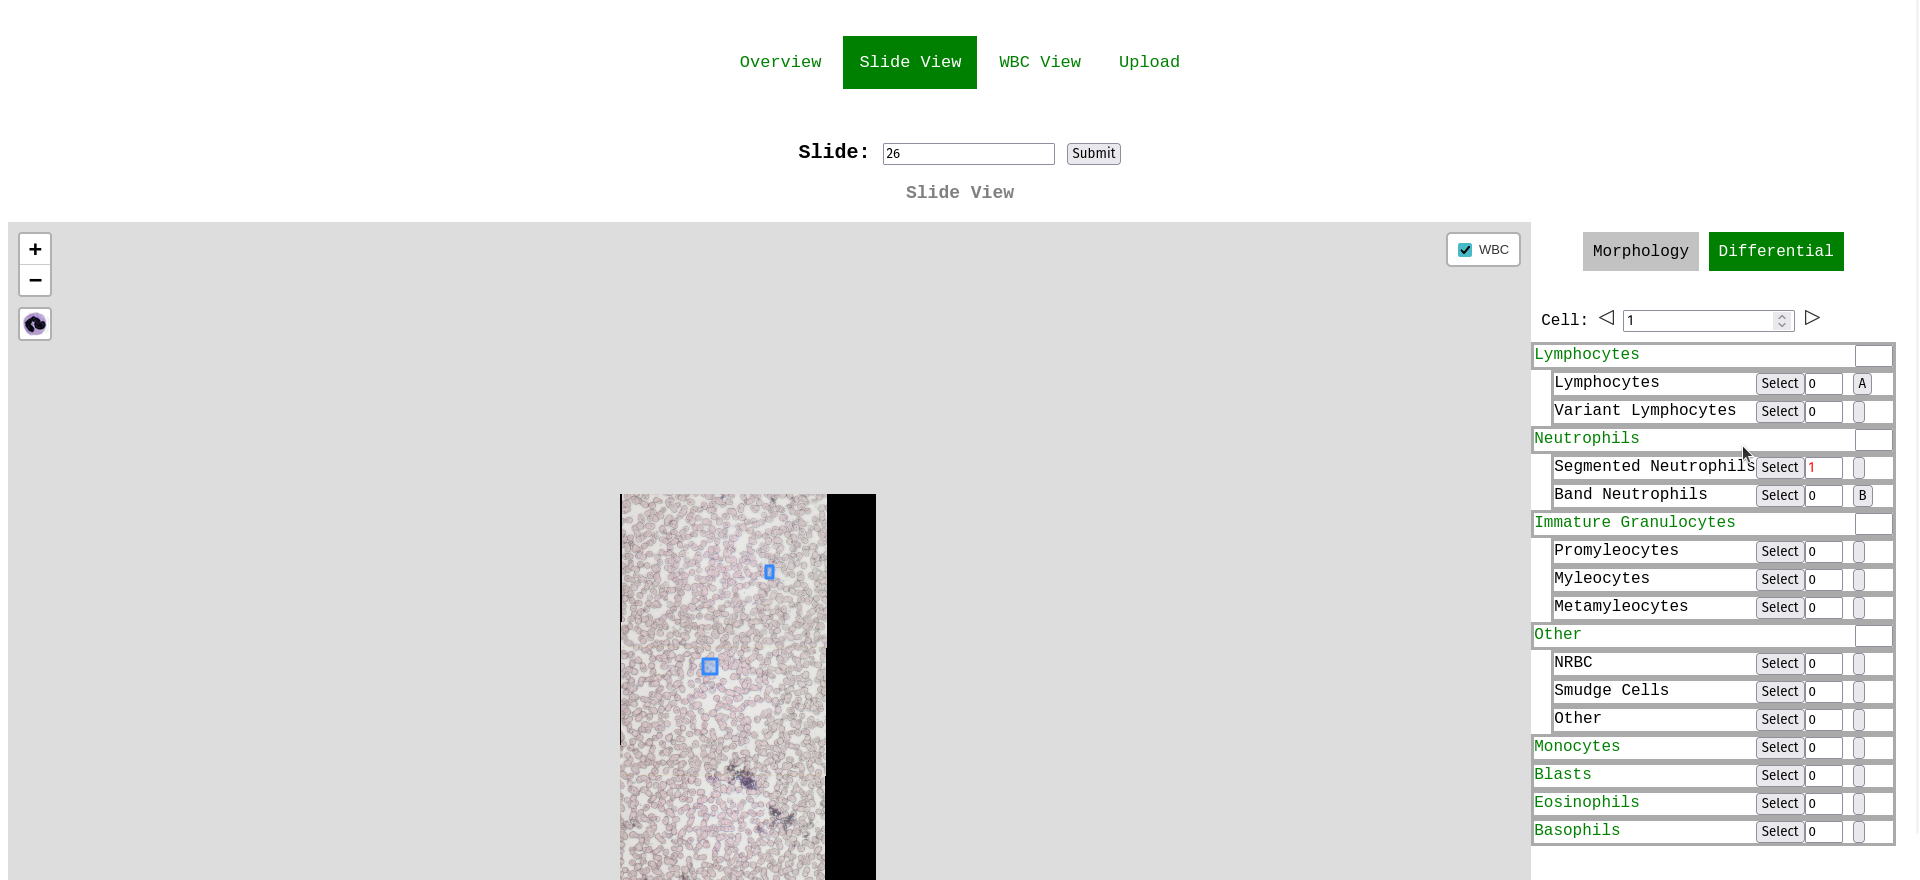 Overview Slide View WBC View Upload
Slide: 26 Submit
Slide View
+
−
WBC
Morphology Differential
Cell: 1
Lymphocytes
Lymphocytes Select 0 A
Variant Lymphocytes Select 0
Neutrophils
Segmented Neutrophils Select 1
Band Neutrophils Select 0 B
Immature Granulocytes
Promyleocytes Select 0
Myleocytes Select 0
Metamyleocytes Select 0
Other
NRBC Select 0
Smudge Cells Select 0
Other Select 0
Monocytes Select 0
Blasts Select 0
Eosinophils Select 0
Basophils Select 0